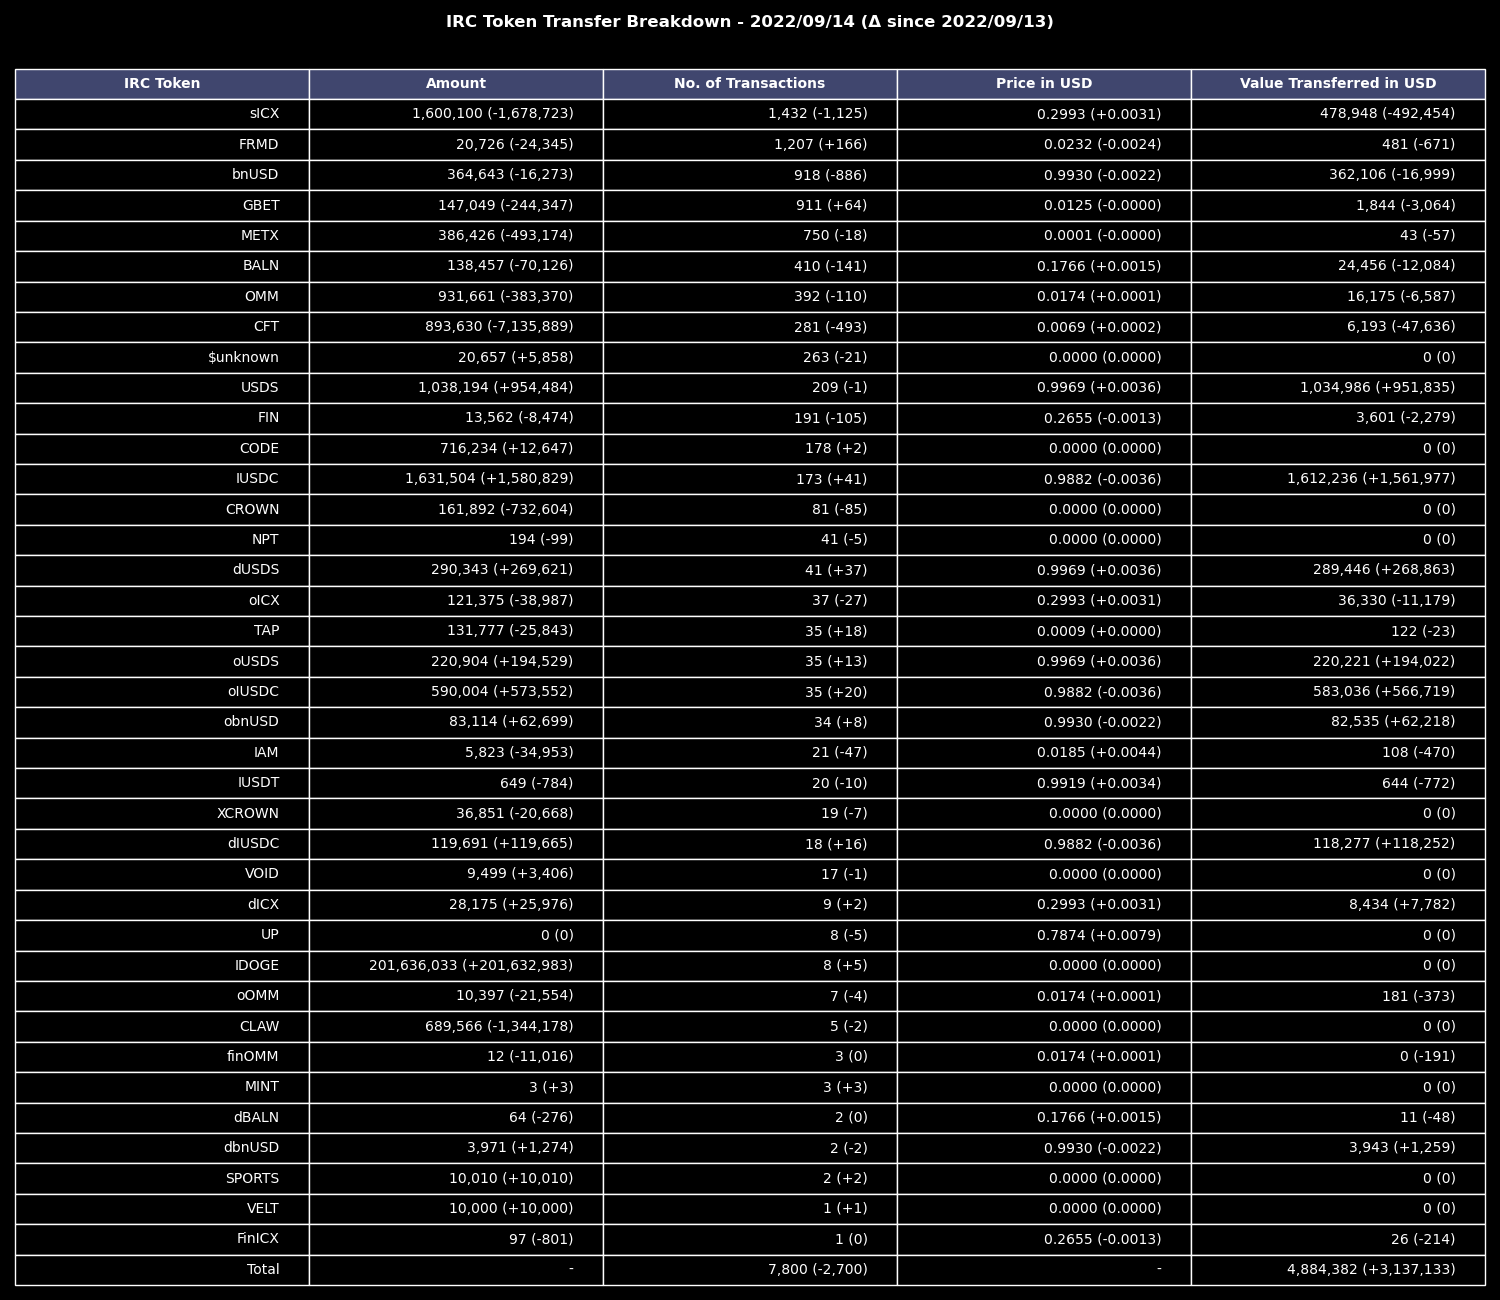 IRC Token Transfer Breakdown - 2022/09/14 (Δ since 2022/09/13)
IRC Token Amount No. of Transactions Price in USD Value Transferred in USD
sICX 1,600,100 (-1,678,723) 1,432 (-1,125) 0.2993 (+0.0031) 478,948 (-492,454)
FRMD 20,726 (-24,345) 1,207 (+166) 0.0232 (-0.0024) 481 (-671)
bnUSD 364,643 (-16,273) 918 (-886) 0.9930 (-0.0022) 362,106 (-16,999)
GBET 147,049 (-244,347) 911 (+64) 0.0125 (-0.0000) 1,844 (-3,064)
METX 386,426 (-493,174) 750 (-18) 0.0001 (-0.0000) 43 (-57)
BALN 138,457 (-70,126) 410 (-141) 0.1766 (+0.0015) 24,456 (-12,084)
OMM 931,661 (-383,370) 392 (-110) 0.0174 (+0.0001) 16,175 (-6,587)
CFT 893,630 (-7,135,889) 281 (-493) 0.0069 (+0.0002) 6,193 (-47,636)
$unknown 20,657 (+5,858) 263 (-21) 0.0000 (0.0000) 0 (0)
USDS 1,038,194 (+954,484) 209 (-1) 0.9969 (+0.0036) 1,034,986 (+951,835)
FIN 13,562 (-8,474) 191 (-105) 0.2655 (-0.0013) 3,601 (-2,279)
CODE 716,234 (+12,647) 178 (+2) 0.0000 (0.0000) 0 (0)
IUSDC 1,631,504 (+1,580,829) 173 (+41) 0.9882 (-0.0036) 1,612,236 (+1,561,977)
CROWN 161,892 (-732,604) 81 (-85) 0.0000 (0.0000) 0 (0)
NPT 194 (-99) 41 (-5) 0.0000 (0.0000) 0 (0)
dUSDS 290,343 (+269,621) 41 (+37) 0.9969 (+0.0036) 289,446 (+268,863)
oICX 121,375 (-38,987) 37 (-27) 0.2993 (+0.0031) 36,330 (-11,179)
TAP 131,777 (-25,843) 35 (+18) 0.0009 (+0.0000) 122 (-23)
oUSDS 220,904 (+194,529) 35 (+13) 0.9969 (+0.0036) 220,221 (+194,022)
oIUSDC 590,004 (+573,552) 35 (+20) 0.9882 (-0.0036) 583,036 (+566,719)
obnUSD 83,114 (+62,699) 34 (+8) 0.9930 (-0.0022) 82,535 (+62,218)
IAM 5,823 (-34,953) 21 (-47) 0.0185 (+0.0044) 108 (-470)
IUSDT 649 (-784) 20 (-10) 0.9919 (+0.0034) 644 (-772)
XCROWN 36,851 (-20,668) 19 (-7) 0.0000 (0.0000) 0 (0)
dIUSDC 119,691 (+119,665) 18 (+16) 0.9882 (-0.0036) 118,277 (+118,252)
VOID 9,499 (+3,406) 17 (-1) 0.0000 (0.0000) 0 (0)
dICX 28,175 (+25,976) 9 (+2) 0.2993 (+0.0031) 8,434 (+7,782)
UP 0 (0) 8 (-5) 0.7874 (+0.0079) 0 (0)
IDOGE 201,636,033 (+201,632,983) 8 (+5) 0.0000 (0.0000) 0 (0)
oOMM 10,397 (-21,554) 7 (-4) 0.0174 (+0.0001) 181 (-373)
CLAW 689,566 (-1,344,178) 5 (-2) 0.0000 (0.0000) 0 (0)
finOMM 12 (-11,016) 3 (0) 0.0174 (+0.0001) 0 (-191)
MINT 3 (+3) 3 (+3) 0.0000 (0.0000) 0 (0)
dBALN 64 (-276) 2 (0) 0.1766 (+0.0015) 11 (-48)
dbnUSD 3,971 (+1,274) 2 (-2) 0.9930 (-0.0022) 3,943 (+1,259)
SPORTS 10,010 (+10,010) 2 (+2) 0.0000 (0.0000) 0 (0)
VELT 10,000 (+10,000) 1 (+1) 0.0000 (0.0000) 0 (0)
FinICX 97 (-801) 1 (0) 0.2655 (-0.0013) 26 (-214)
Total - 7,800 (-2,700) - 4,884,382 (+3,137,133)